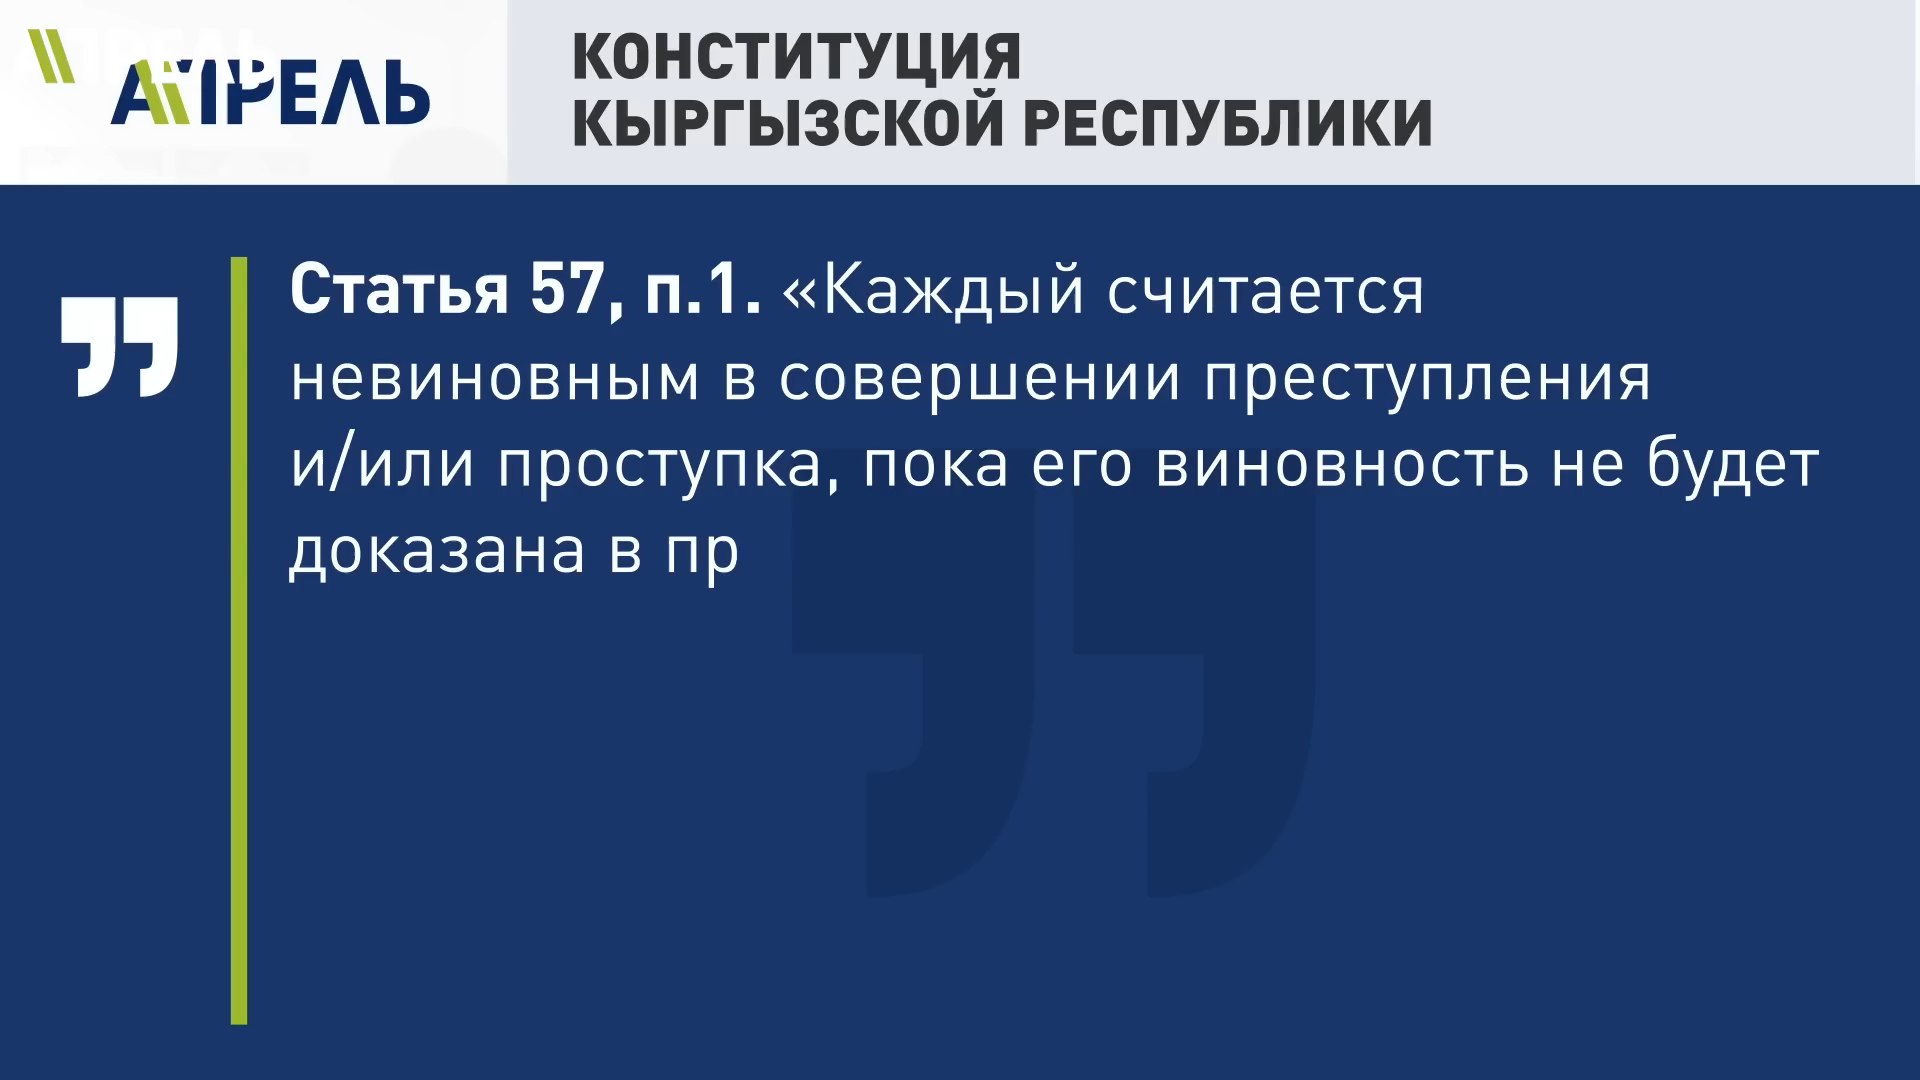 АПРЕЛЬ
КОНСТИТУЦИЯ
КЫРГЫЗСКОЙ РЕСПУБЛИКИ
Статья 57, п.1. «Каждый считается
невиновным в совершении преступления
и/или проступка, пока его виновность не будет
доказана в пр